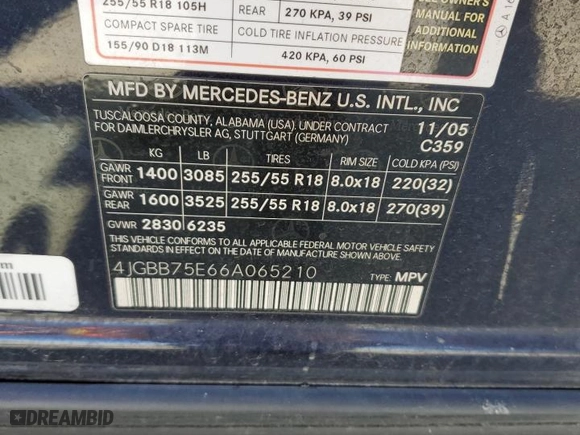 255/55 R18 105H
REAR
270 KPA, 39 PSI
COMPACT SPARE TIRE
COLD TIRE INFLATION PRESSURE
155/90 D18 113M
420 KPA, 60 PSI
SEE OWNER'S
MANUAL FOR
ADDITIONAL
INFORMATION
MFD BY MERCEDES-BENZ U.S. INTL., INC
TUSCALOOSA COUNTY, ALABAMA (USA). UNDER CONTRACT
FOR DAIMLERCHRYSLER AG, STUTTGART (GERMANY)
11/05
C359
KG LB TIRES RIM SIZE COLD KPA (PSI)
GAWR FRONT 1400 3085 255/55 R18 8.0x18 220(32)
GAWR REAR 1600 3525 255/55 R18 8.0x18 270(39)
GVWR 2830 6235
THIS VEHICLE CONFORMS TO ALL APPLICABLE FEDERAL MOTOR VEHICLE SAFETY
STANDARDS IN EFFECT ON THE DATE OF MANUFACTURE SHOWN ABOVE.
4JGBB75E66A065210
TYPE: MPV
DREAMBID